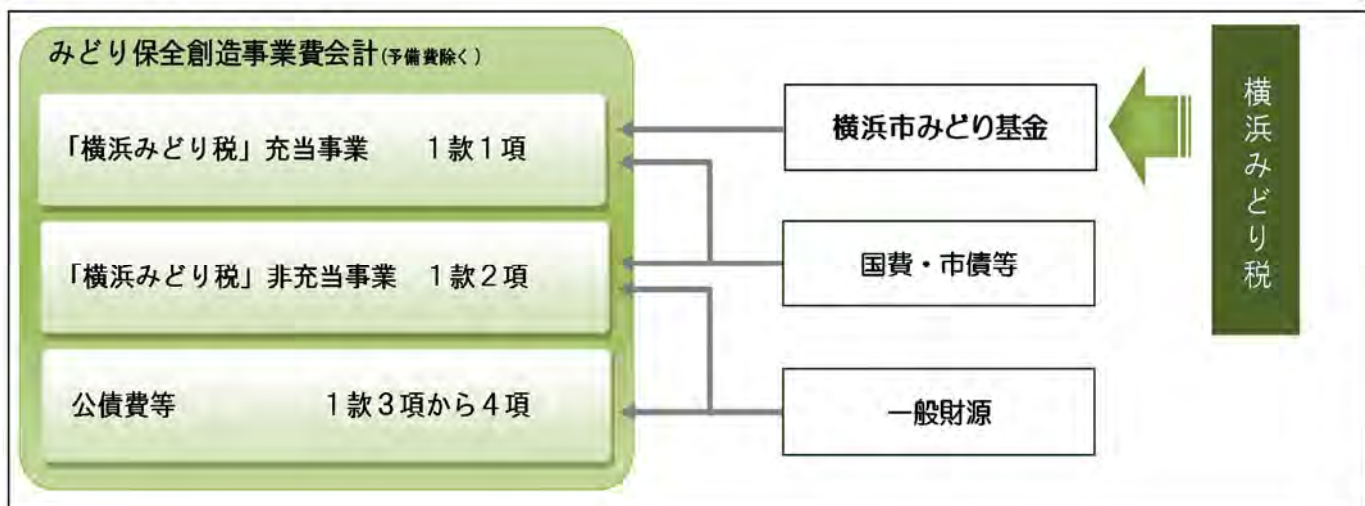 みどり保全創造事業費会計(予備費除く)
「横浜みどり税」充当事業　　1款1項
「横浜みどり税」非充当事業　1款2項
公債費等　　　　　　1款3項から4項
横浜市みどり基金
国費・市債等
一般財源
横浜みどり税